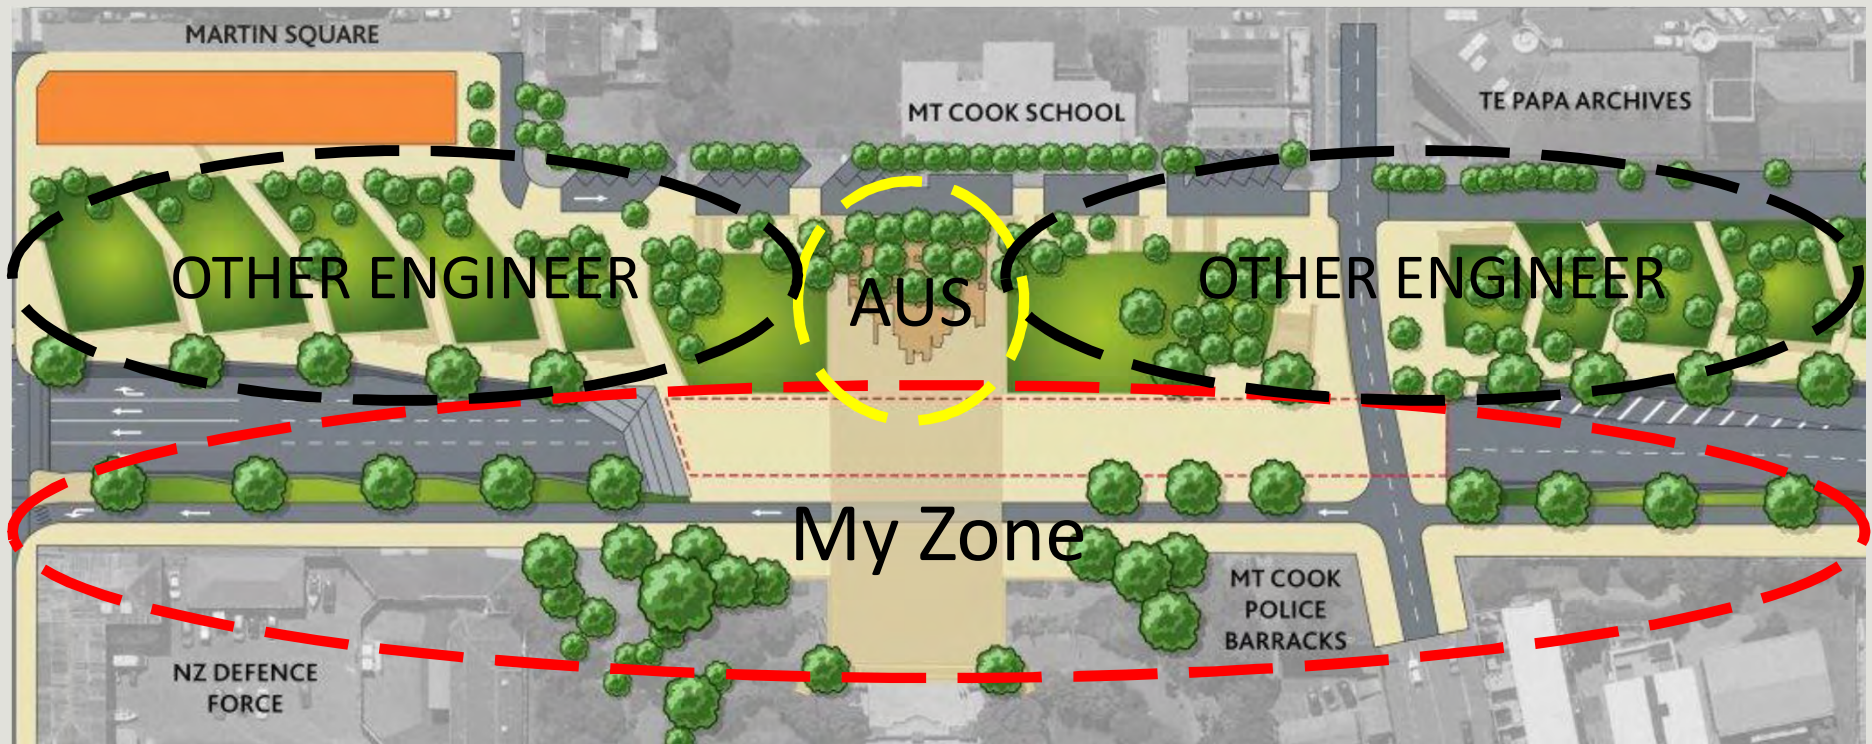 MARTIN SQUARE
MT COOK SCHOOL
TE PAPA ARCHIVES
OTHER ENGINEER
AUS
OTHER ENGINEER
My Zone
MT COOK
POLICE
BARRACKS
NZ DEFENCE
FORCE